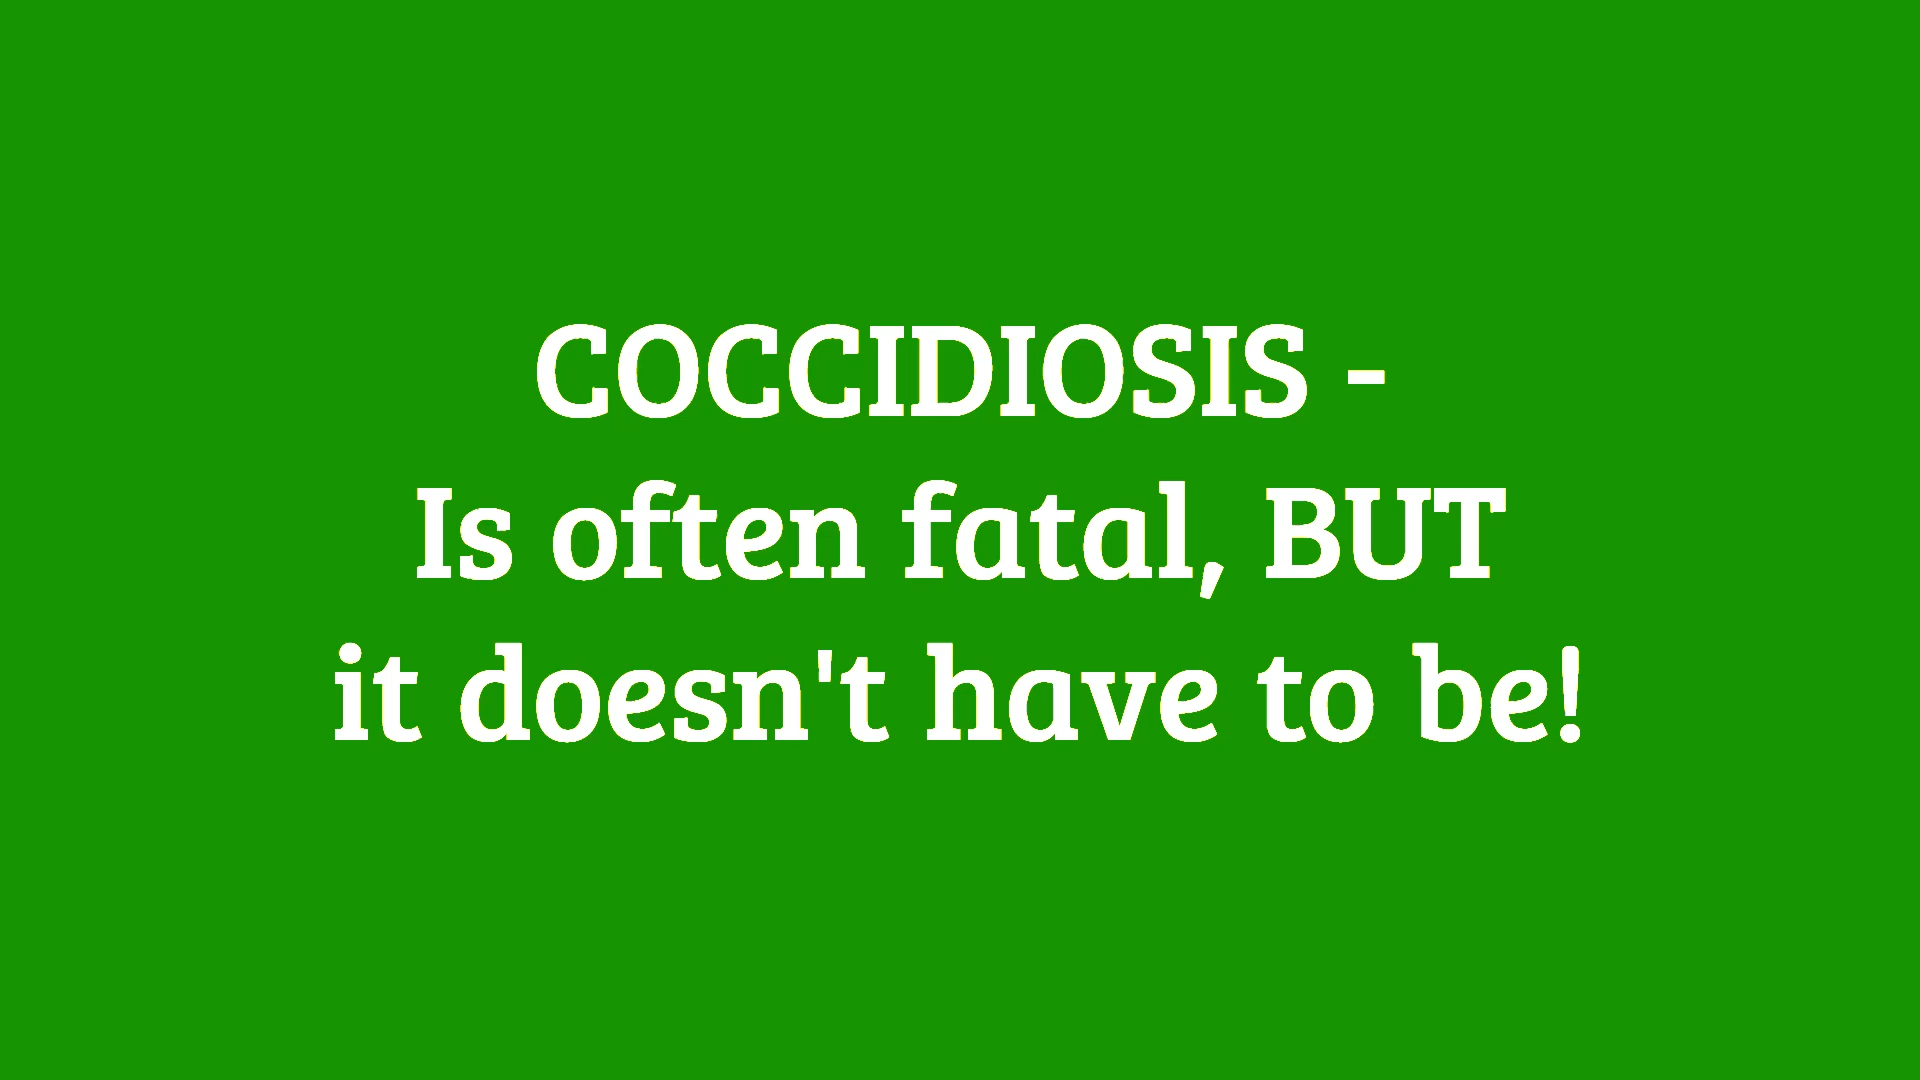 COCCIDIOSIS -
Is often fatal, BUT
it doesn't have to be!